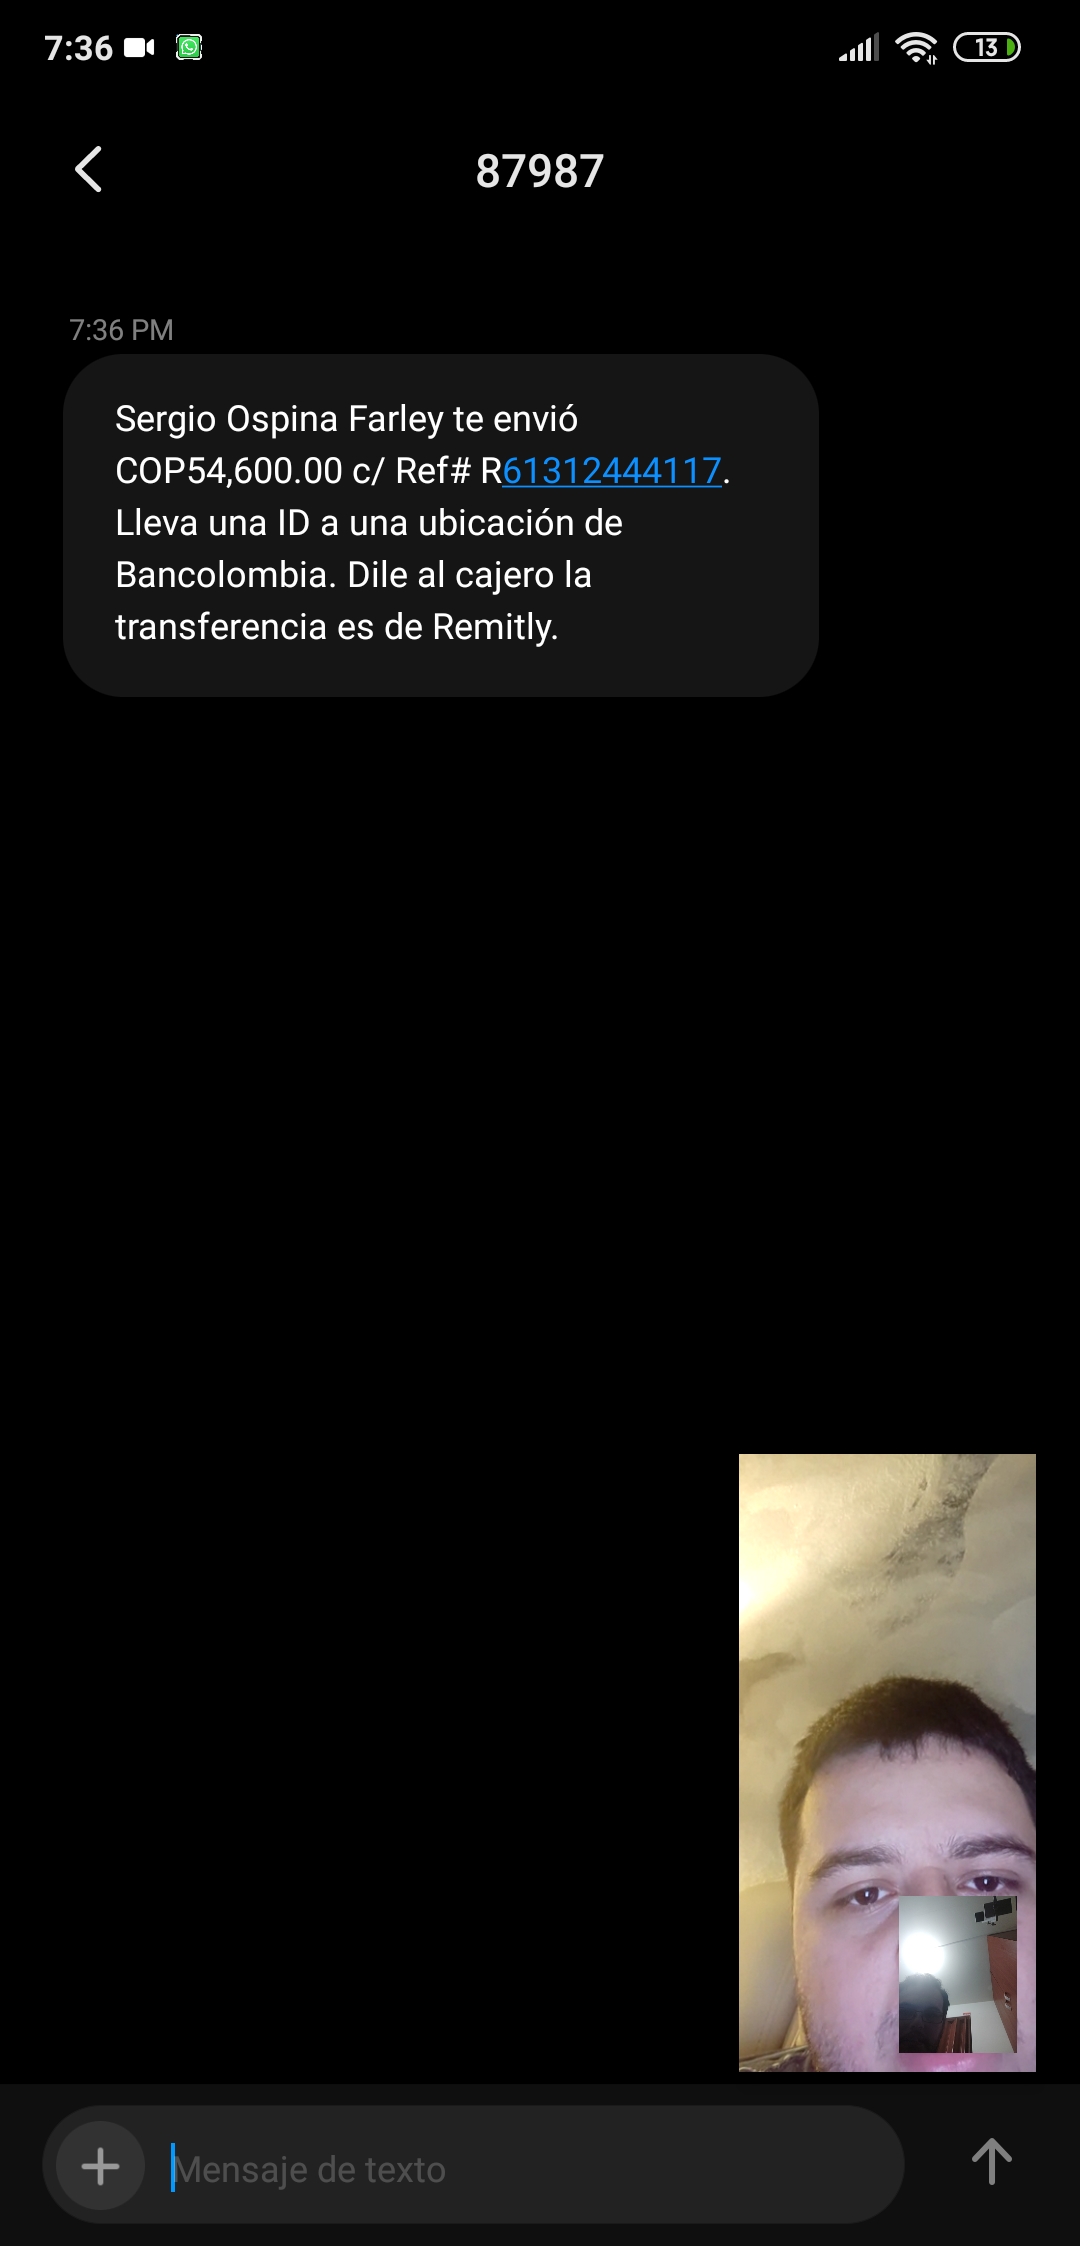 7:36
13
87987
7:36 PM
Sergio Ospina Farley te envió
COP54,600.00 c/ Ref# R61312444117.
Lleva una ID a una ubicación de
Bancolombia. Dile al cajero la
transferencia es de Remitly.
Mensaje de texto